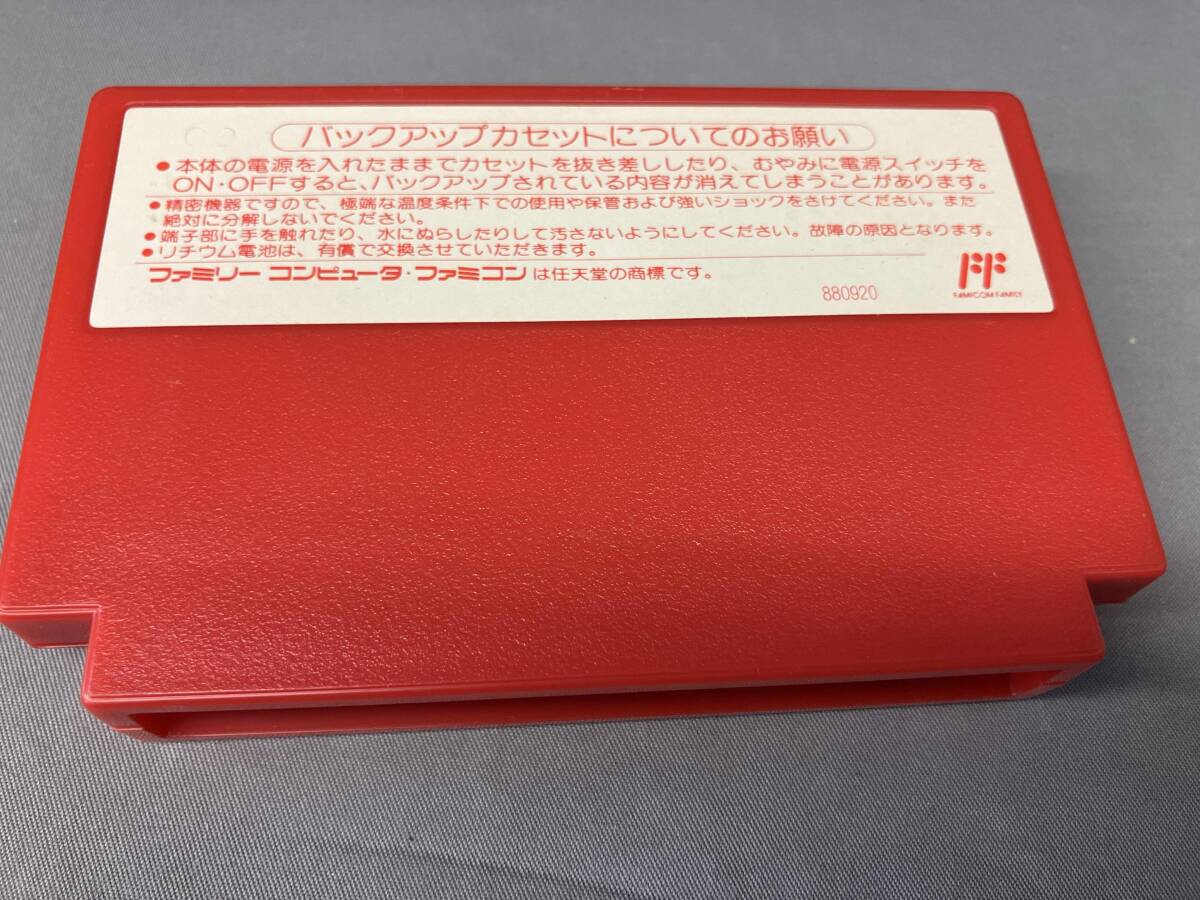 バックアップカセットについてのお願い
●本体の電源を入れたままでカセットを抜き差ししたり、むやみに電源スイッチを
ON・OFFすると、バックアップされている内容が消えてしまうことがあります。
●精密機器ですので、極端な温度条件下での使用や保管および強いショックをさけてください。また
絶対に分解しないでください。
●端子部に手を触れたり、水にぬらしたりして汚さないようにしてください。故障の原因となります。
●リチウム電池は、有償で交換させていただきます。
ファミリーコンピュータ・ファミコンは任天堂の商標です。
880920
FAMICOM FAMILY